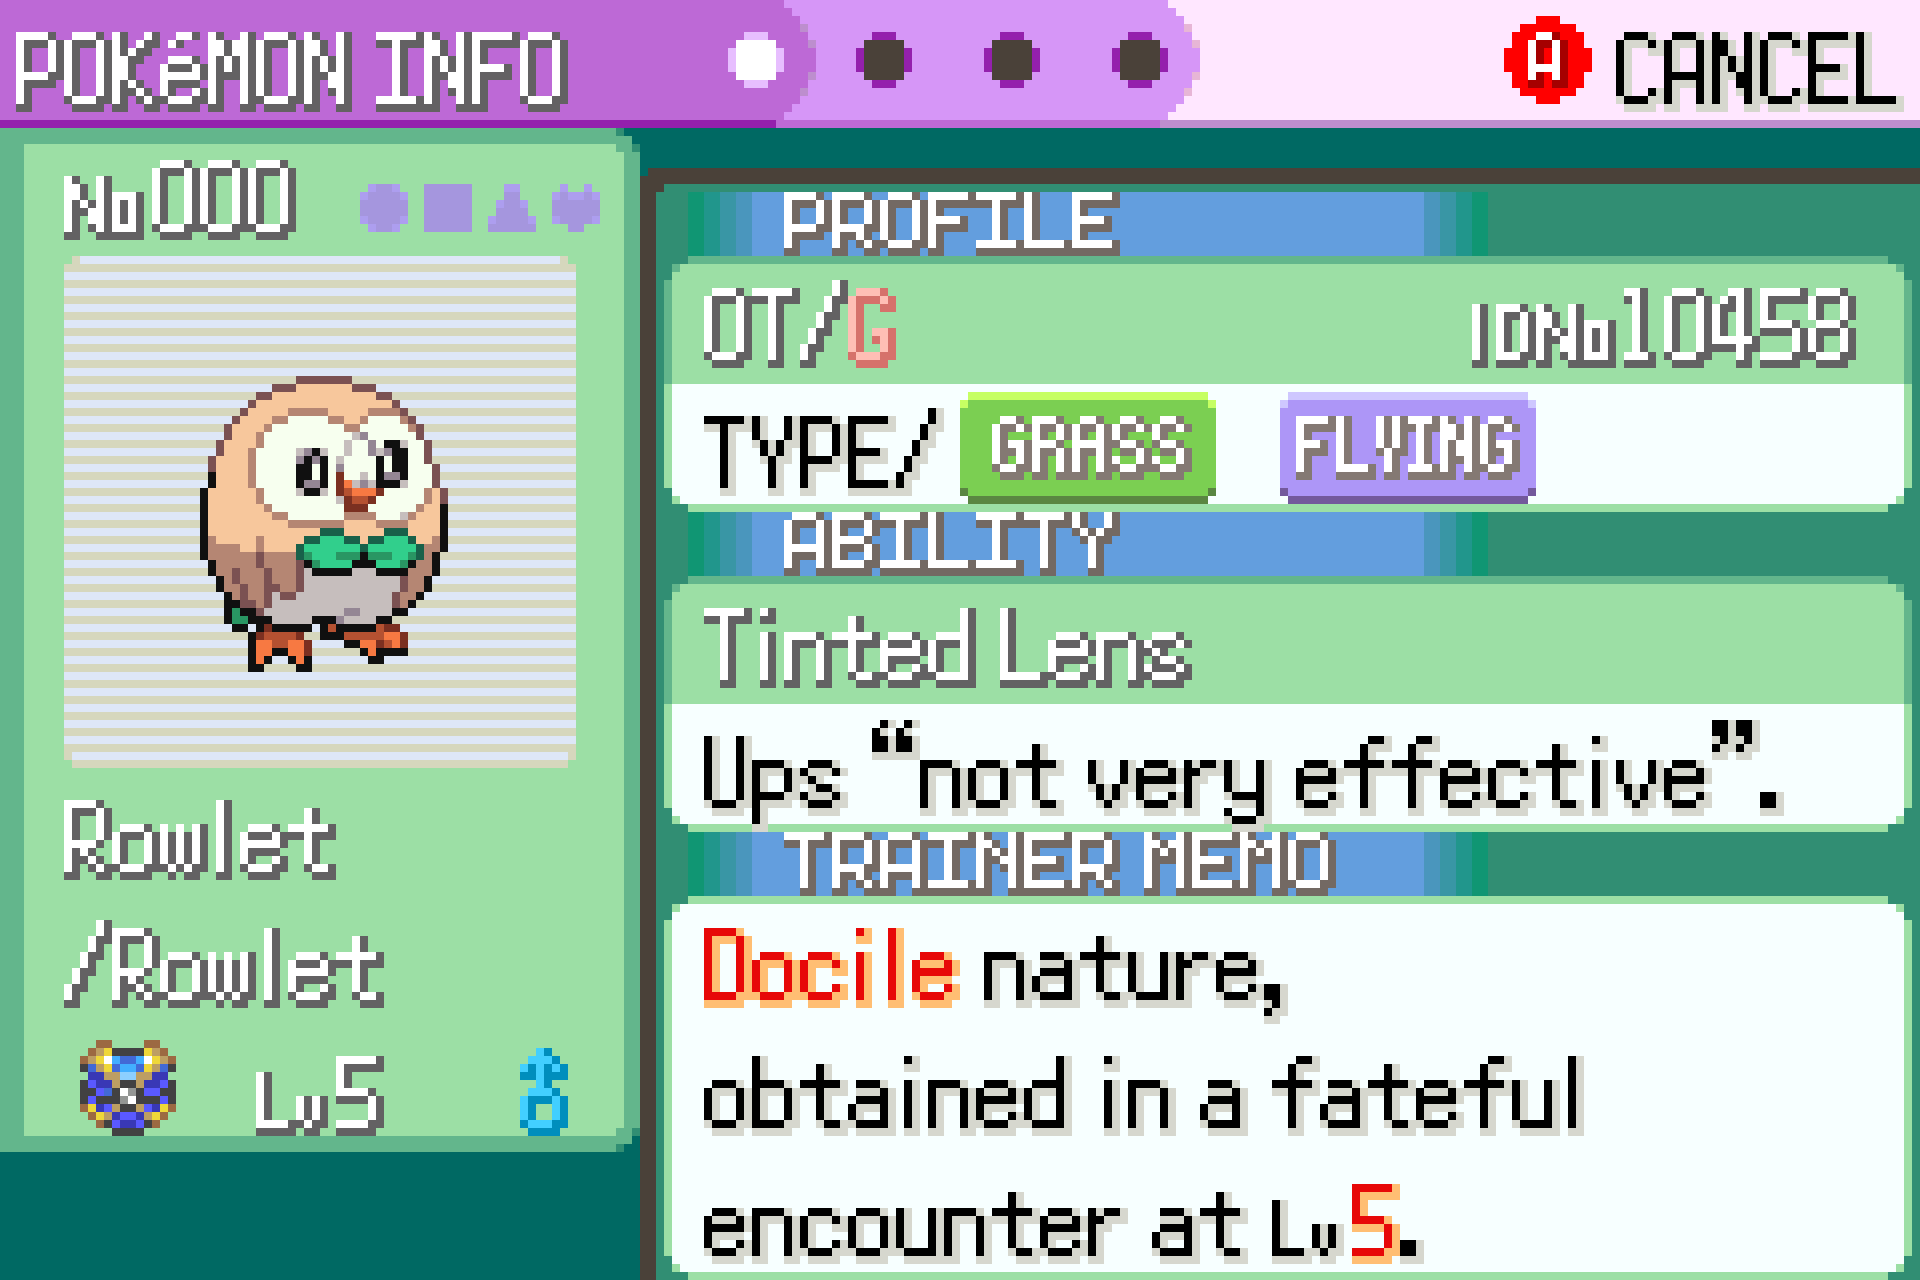 POKéMON INFO
A CANCEL
No000
PROFILE
OT/G
IDNo10458
TYPE/ GRASS FLYING
ABILITY
Tinted Lens
Ups “not very effective”.
Rowlet
/Rowlet
Lv5 ♂
TRAINER MEMO
Docile nature,
obtained in a fateful
encounter at Lv5.